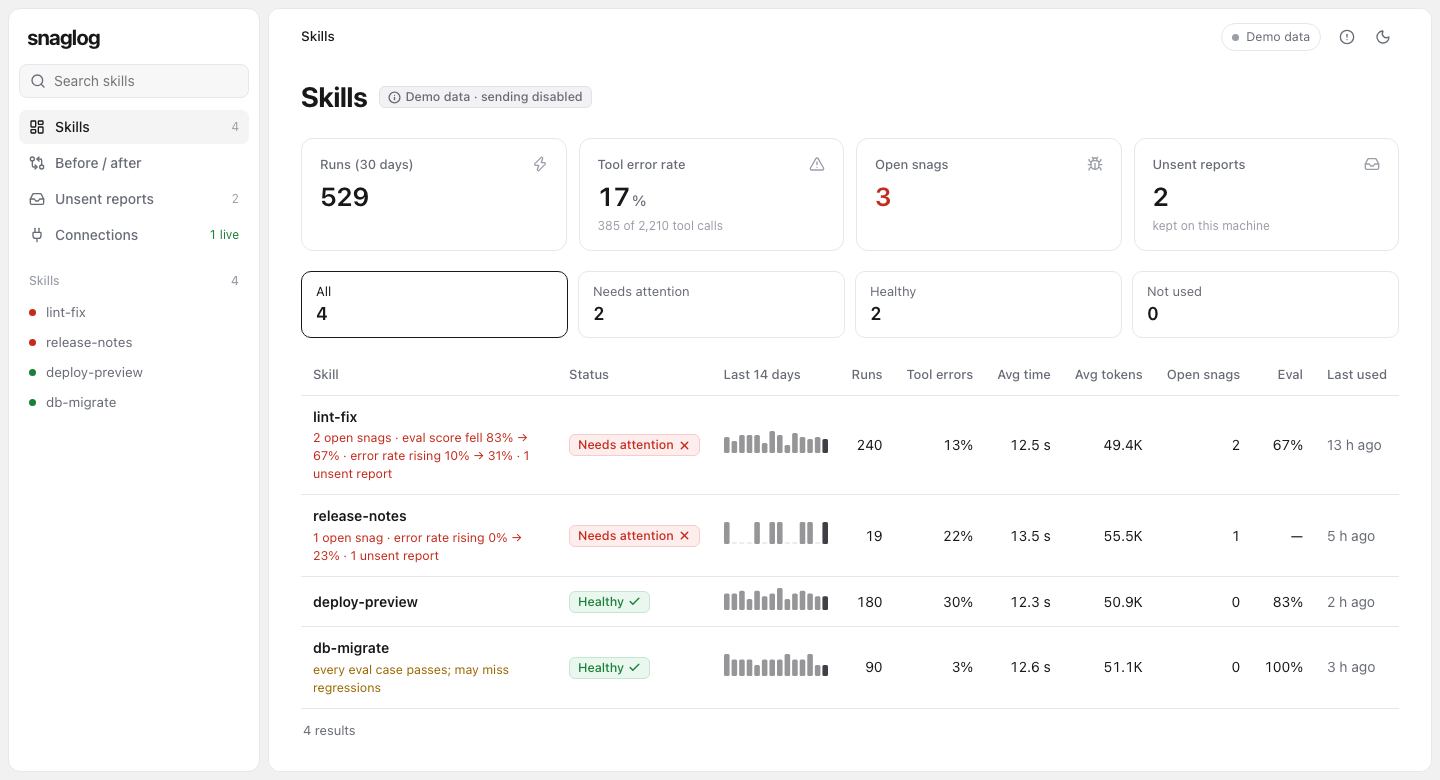 snaglog
Search skills
Skills 4
Before / after
Unsent reports 2
Connections 1 live
Skills 4
lint-fix
release-notes
deploy-preview
db-migrate
Skills
Demo data
Skills
Demo data · sending disabled
Runs (30 days)
529
Tool error rate
17%
385 of 2,210 tool calls
Open snags
3
Unsent reports
2
kept on this machine
All
4
Needs attention
2
Healthy
2
Not used
0
Skill Status Last 14 days Runs Tool errors Avg time Avg tokens Open snags Eval Last used
lint-fix
2 open snags · eval score fell 83% →
67% · error rate rising 10% → 31% · 1
unsent report
Needs attention 240 13% 12.5 s 49.4K 2 67% 13 h ago
release-notes
1 open snag · error rate rising 0% →
23% · 1 unsent report
Needs attention 19 22% 13.5 s 55.5K 1 — 5 h ago
deploy-preview
Healthy 180 30% 12.3 s 50.9K 0 83% 2 h ago
db-migrate
every eval case passes; may miss
regressions
Healthy 90 3% 12.6 s 51.1K 0 100% 3 h ago
4 results